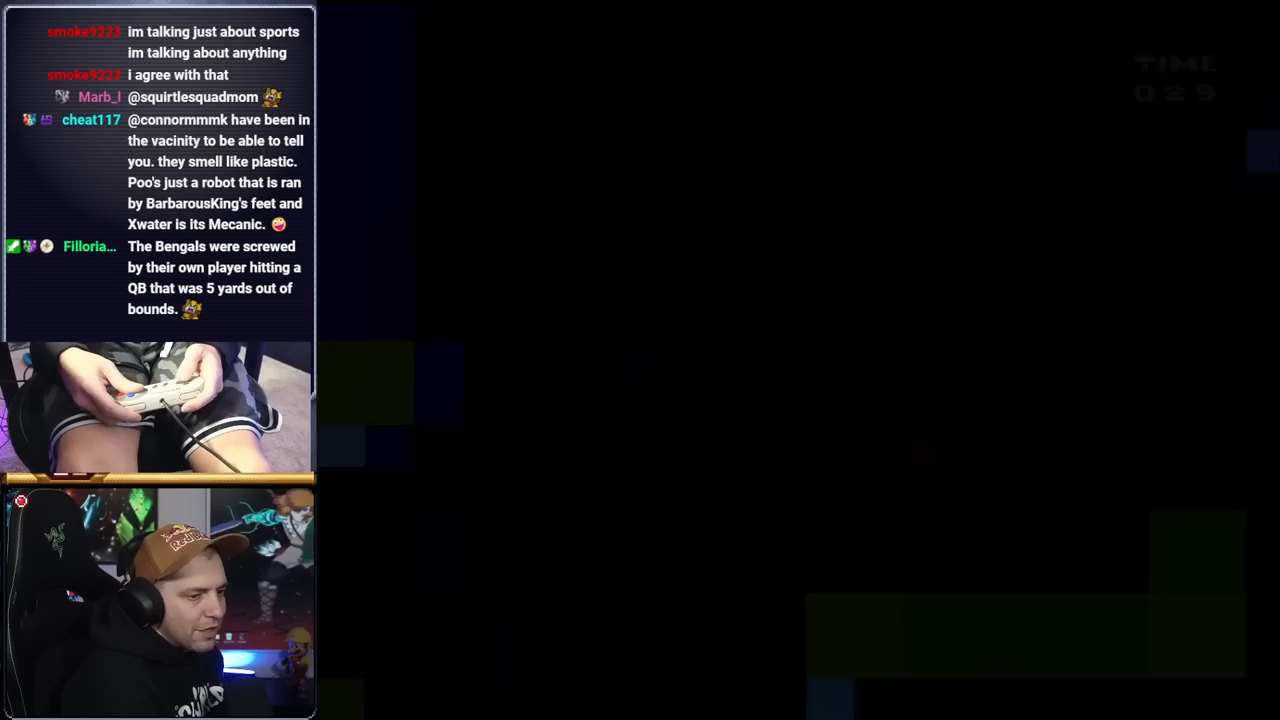 smoke9223 im talking just about sports
im talking about anything
smoke9223 i agree with that
Marb_l @squirtlesquadmom
cheat117 @connormmmk have been in
the vacinity to be able to tell
you. they smell like plastic.
Poo's just a robot that is ran
by BarbarousKing's feet and
Xwater is its Mecanic.
Filloria... The Bengals were screwed
by their own player hitting a
QB that was 5 yards out of
bounds.
TIME
029
Red Bull